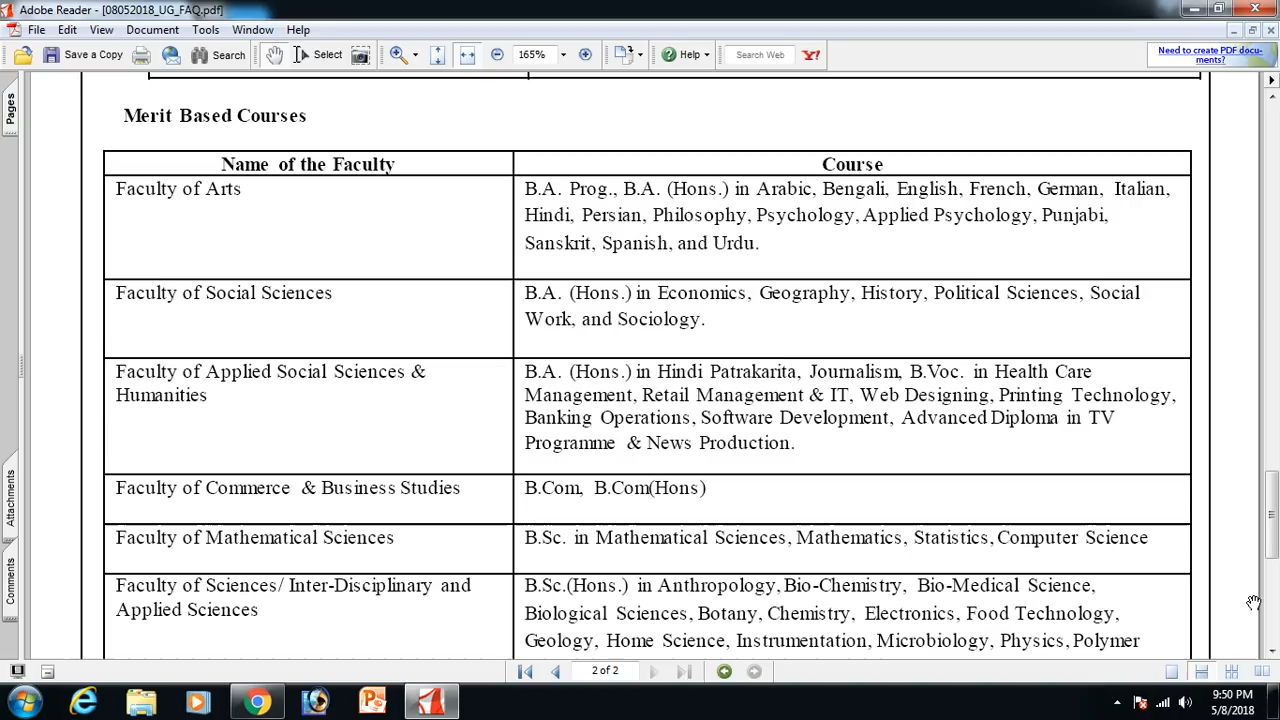 Adobe Reader - [08052018_UG_FAQ.pdf]
File Edit View Document Tools Window Help
Save a Copy Search Select 165% Help Search Web Y!
Need to create PDF docu-
ments?
Pages
Attachments
Comments
Merit Based Courses
Name of the Faculty Course
Faculty of Arts
B.A. Prog., B.A. (Hons.) in Arabic, Bengali, English, French, German, Italian,
Hindi, Persian, Philosophy, Psychology, Applied Psychology, Punjabi,
Sanskrit, Spanish, and Urdu.
Faculty of Social Sciences
B.A. (Hons.) in Economics, Geography, History, Political Sciences, Social
Work, and Sociology.
Faculty of Applied Social Sciences &
Humanities
B.A. (Hons.) in Hindi Patrakarita, Journalism, B.Voc. in Health Care
Management, Retail Management & IT, Web Designing, Printing Technology,
Banking Operations, Software Development, Advanced Diploma in TV
Programme & News Production.
Faculty of Commerce & Business Studies
B.Com, B.Com(Hons)
Faculty of Mathematical Sciences
B.Sc. in Mathematical Sciences, Mathematics, Statistics, Computer Science
Faculty of Sciences/ Inter-Disciplinary and
Applied Sciences
B.Sc.(Hons.) in Anthropology, Bio-Chemistry, Bio-Medical Science,
Biological Sciences, Botany, Chemistry, Electronics, Food Technology,
Geology, Home Science, Instrumentation, Microbiology, Physics, Polymer
2 of 2
9:50 PM
5/8/2018